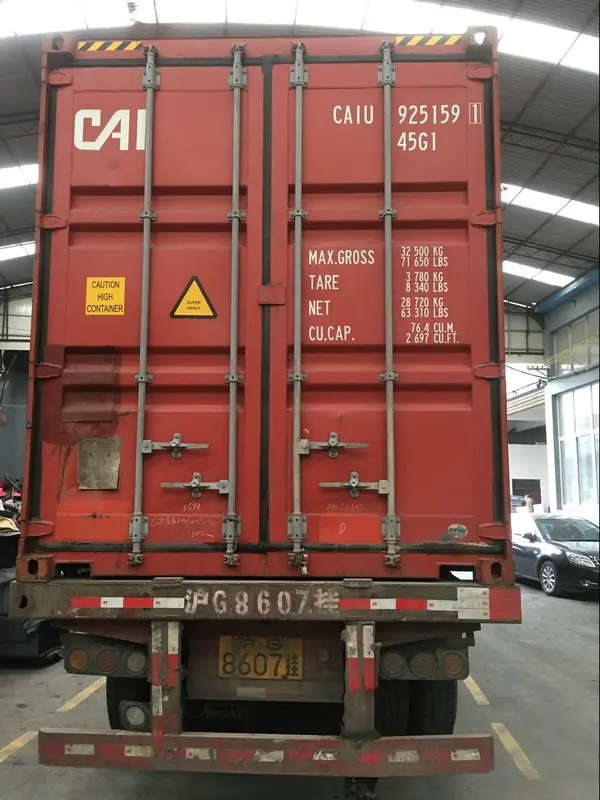 CAI
CAIU 925159 1
45G1
MAX.GROSS 32 500 KG
71 650 LBS
TARE 3 780 KG
8 340 LBS
NET 28 720 KG
63 310 LBS
CU.CAP. 76.4 CU.M.
2 697 CU.FT.
CAUTION
HIGH
CONTAINER
SUPER
HEAVY
沪G8607挂
沪·G
8607挂